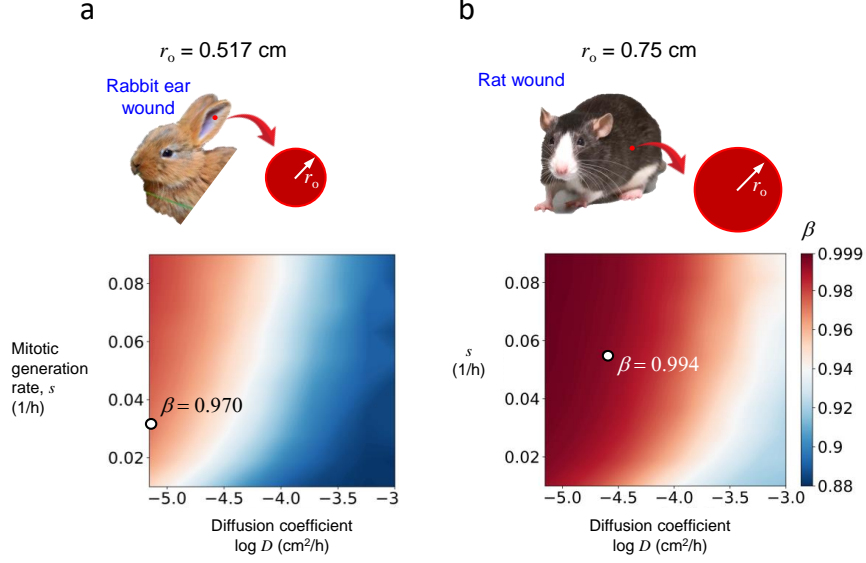 a
r₀ = 0.517 cm
Rabbit ear
wound
r₀
0.08
0.06
0.04
0.02
Mitotic
generation
rate, s
(1/h)
β = 0.970
−5.0
−4.5
−4.0
−3.5
−3
Diffusion coefficient
log D (cm²/h)
b
r₀ = 0.75 cm
Rat wound
r₀
0.08
0.06
0.04
0.02
s
(1/h)
β = 0.994
−5.0
−4.5
−4.0
−3.5
−3.0
Diffusion coefficient
log D (cm²/h)
β
0.999
0.98
0.96
0.94
0.92
0.9
0.88